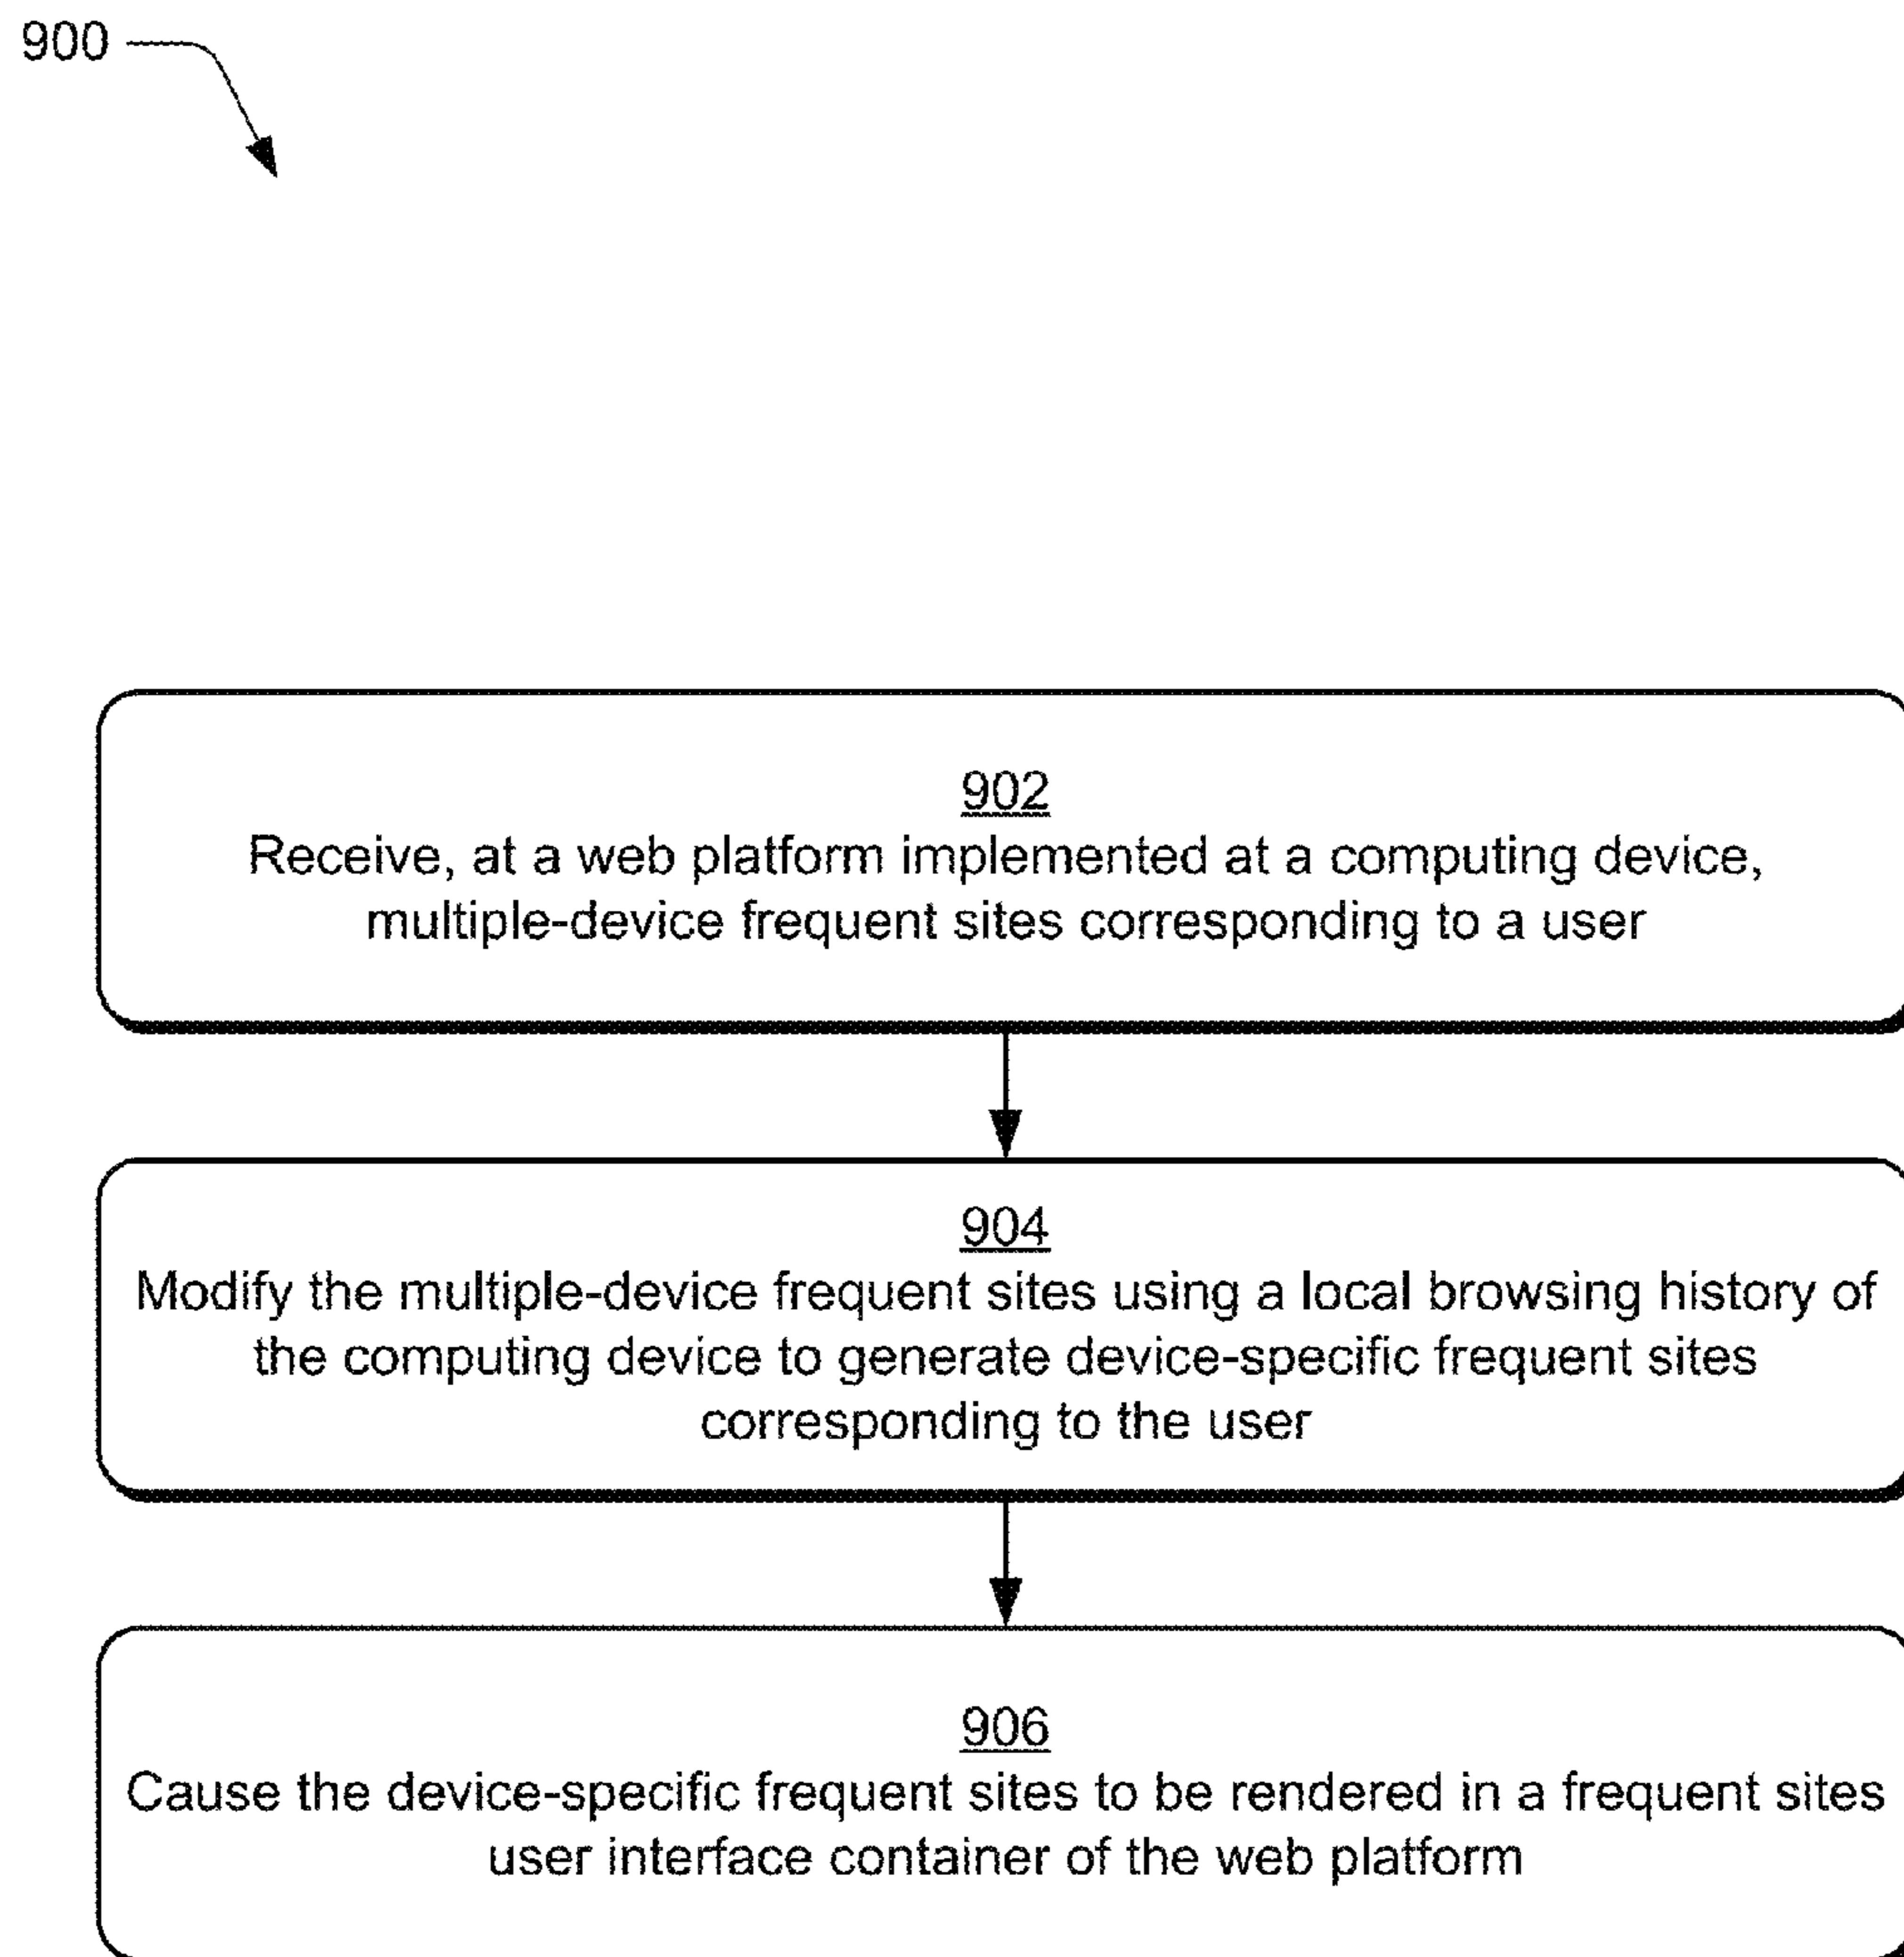 900
902
Receive, at a web platform implemented at a computing device,
multiple-device frequent sites corresponding to a user
904
Modify the multiple-device frequent sites using a local browsing history of
the computing device to generate device-specific frequent sites
corresponding to the user
906
Cause the device-specific frequent sites to be rendered in a frequent sites
user interface container of the web platform